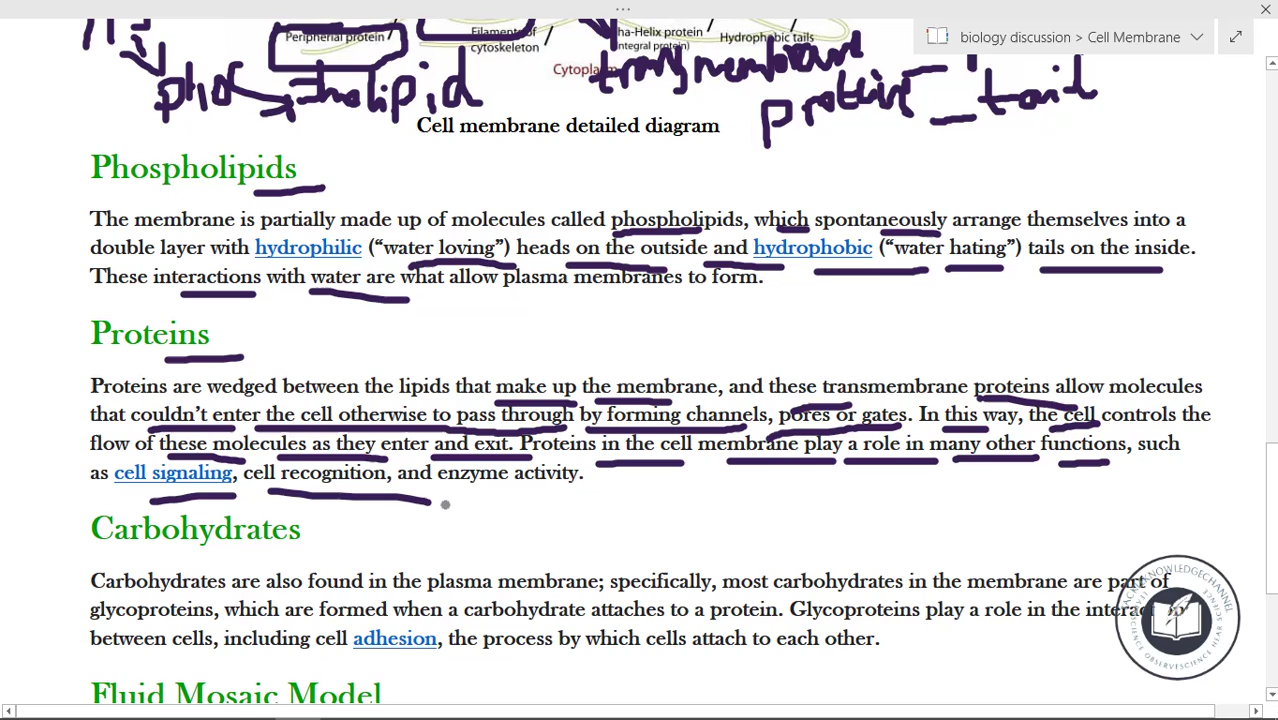 biology discussion > Cell Membrane
Peripherial protein
Filaments of
cytoskeleton
Hydrophobic tails
Cytoplasm
transmembrane
protein
tail
Cell membrane detailed diagram
Phospholipids
The membrane is partially made up of molecules called phospholipids, which spontaneously arrange themselves into a
double layer with hydrophilic (“water loving”) heads on the outside and hydrophobic (“water hating”) tails on the inside.
These interactions with water are what allow plasma membranes to form.
Proteins
Proteins are wedged between the lipids that make up the membrane, and these transmembrane proteins allow molecules
that couldn’t enter the cell otherwise to pass through by forming channels, pores or gates. In this way, the cell controls the
flow of these molecules as they enter and exit. Proteins in the cell membrane play a role in many other functions, such
as cell signaling, cell recognition, and enzyme activity.
Carbohydrates
Carbohydrates are also found in the plasma membrane; specifically, most carbohydrates in the membrane are part of
glycoproteins, which are formed when a carbohydrate attaches to a protein. Glycoproteins play a role in the
between cells, including cell adhesion, the process by which cells attach to each other.
Fluid Mosaic Model